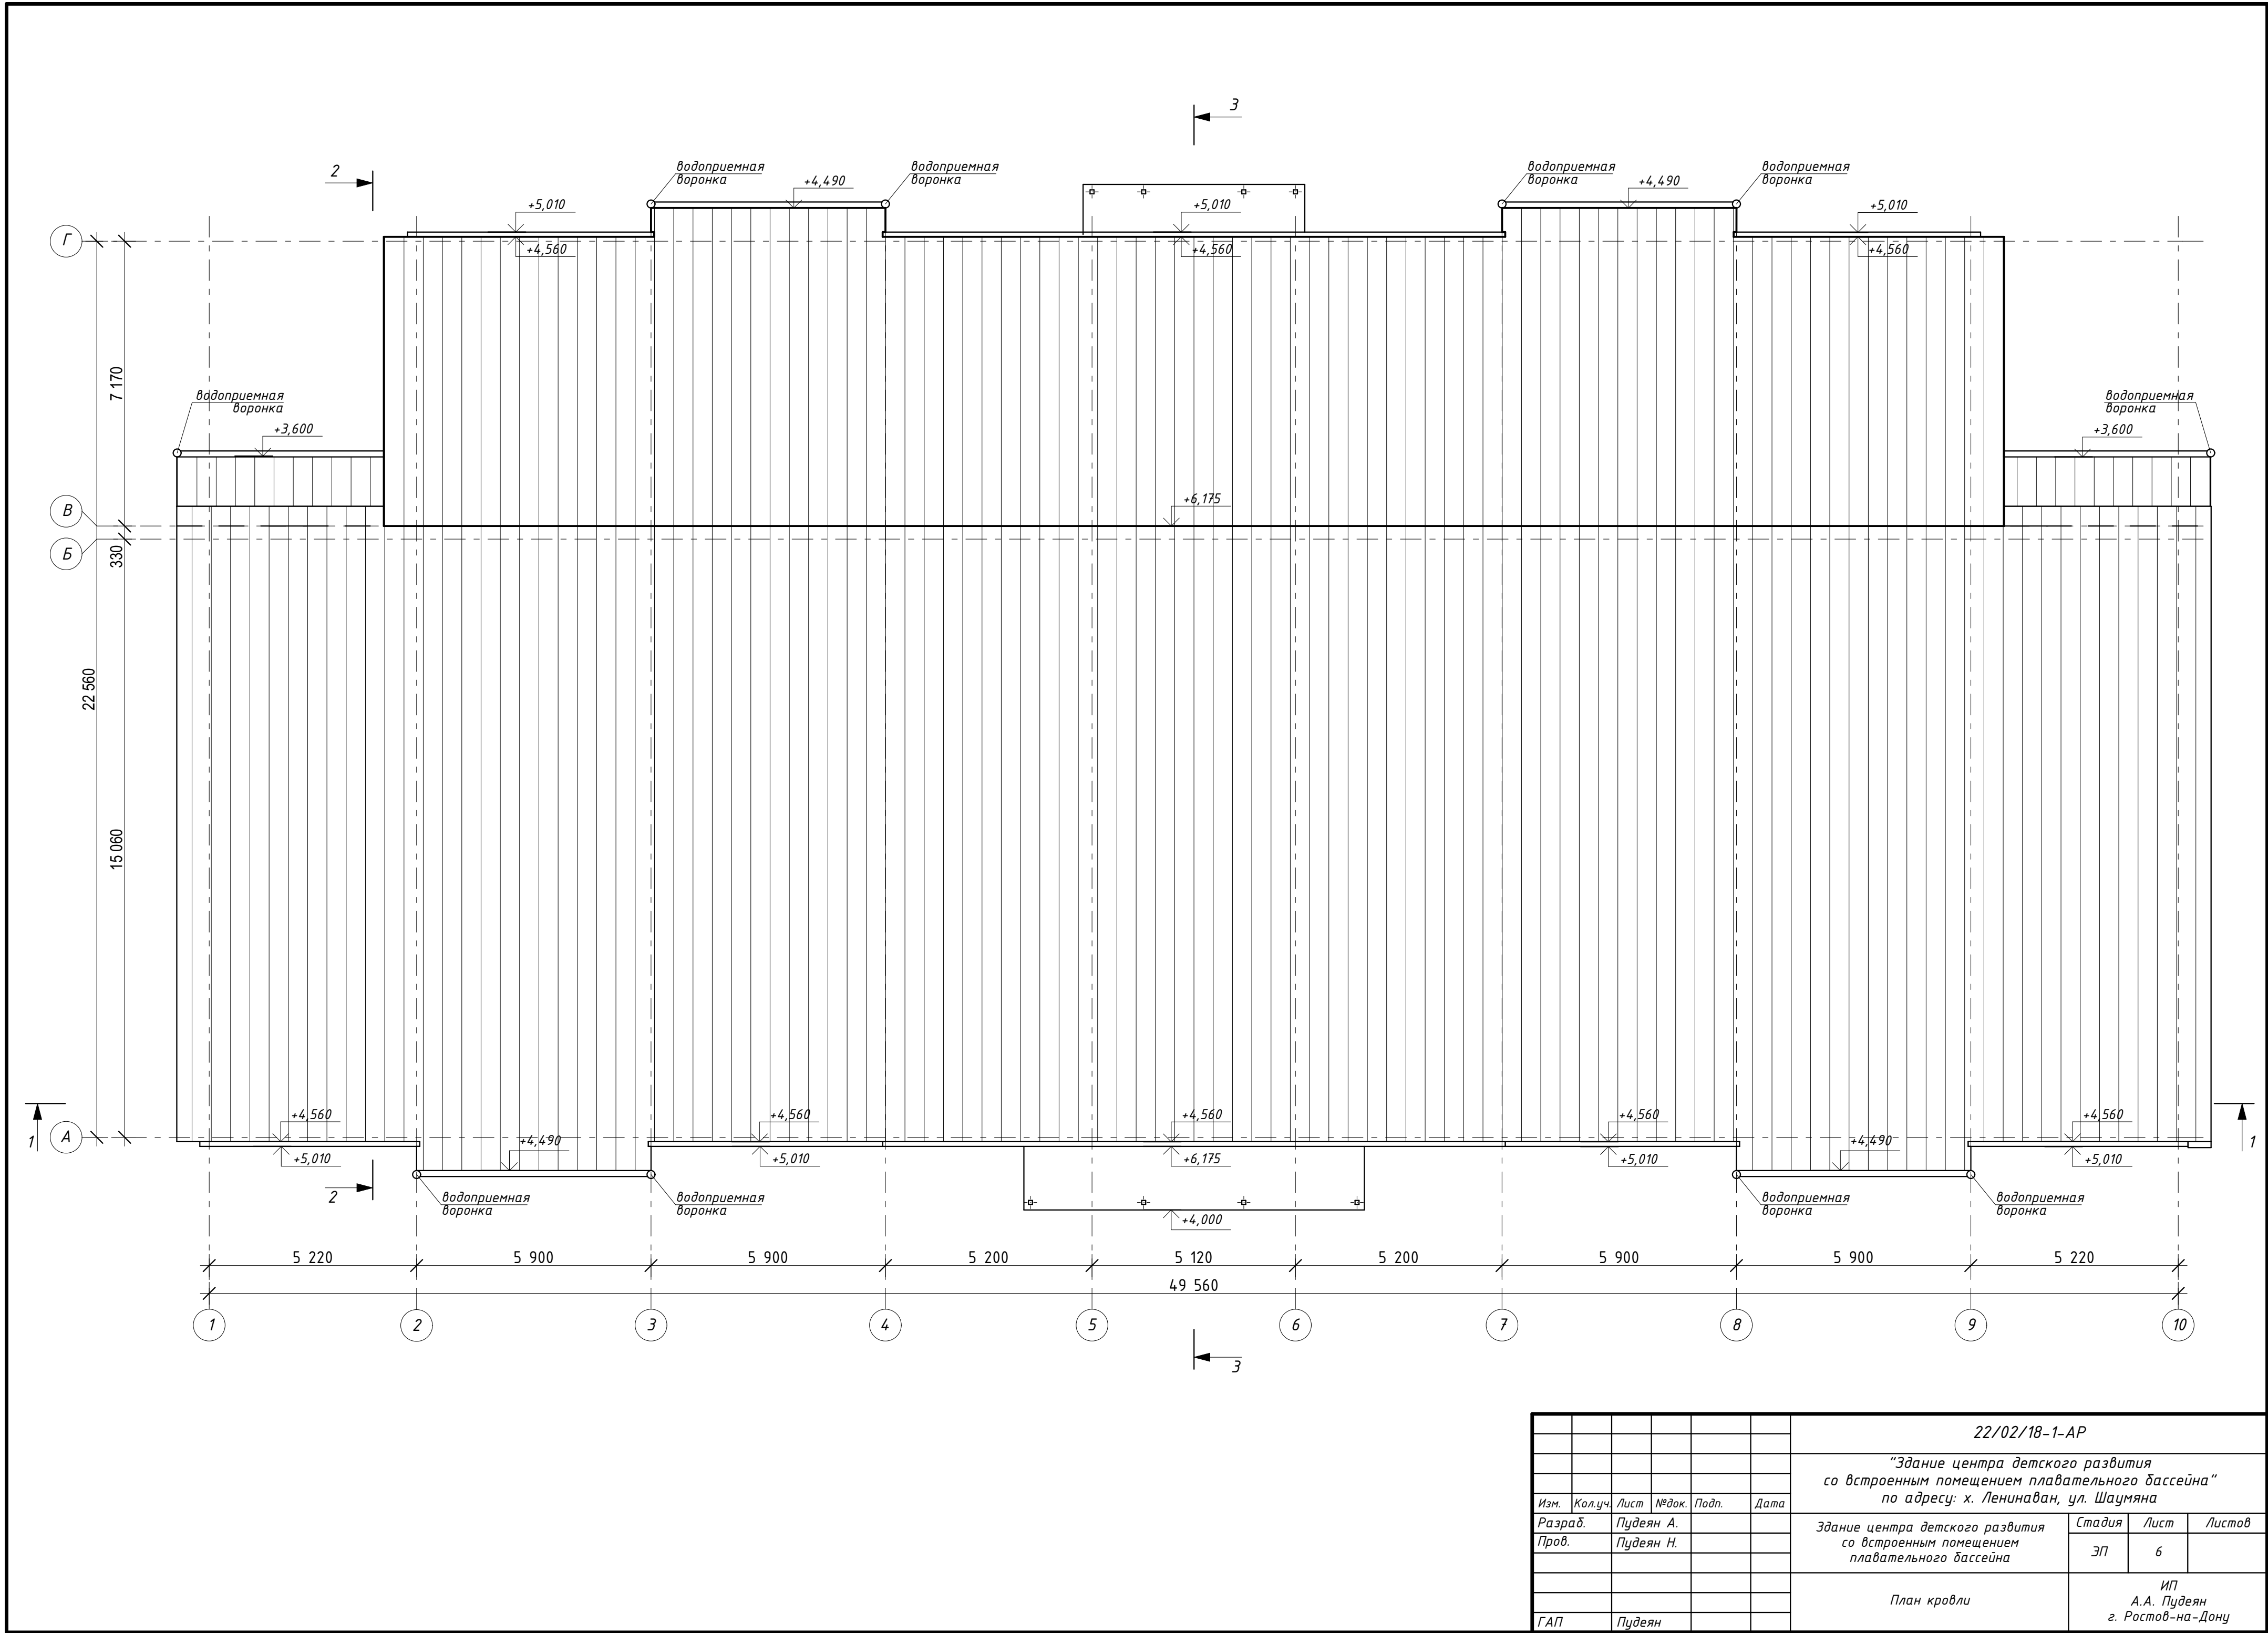 3
2
водоприемная
воронка
водоприемная
воронка
водоприемная
воронка
водоприемная
воронка
+4,490
+4,490
+5,010
+5,010
+5,010
Г
+4,560
+4,560
+4,560
7 170
водоприемная
воронка
водоприемная
воронка
+3,600
+3,600
В
+6,175
Б
330
22 560
15 060
+4,560
+4,560
+4,560
+4,560
+4,560
1
А
+4,490
+4,490
1
+5,010
+5,010
+6,175
+5,010
+5,010
2
водоприемная
воронка
водоприемная
воронка
водоприемная
воронка
водоприемная
воронка
+4,000
5 220
5 900
5 900
5 200
5 120
5 200
5 900
5 900
5 220
49 560
1
2
3
4
5
6
7
8
9
10
3
22/02/18-1-АР
"Здание центра детского развития
со встроенным помещением плавательного бассейна"
по адресу: х. Ленинаван, ул. Шаумяна
Изм. Кол.уч. Лист №док. Подп. Дата
Разраб. Пудеян А.
Пров. Пудеян Н.
ГАП Пудеян
Здание центра детского развития
со встроенным помещением
плавательного бассейна
Стадия Лист Листов
ЭП 6
План кровли
ИП
А.А. Пудеян
г. Ростов-на-Дону